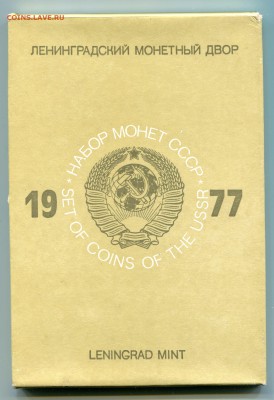 COINS.LAVE.RU
ЛЕНИНГРАДСКИЙ МОНЕТНЫЙ ДВОР
• НАБОР МОНЕТ СССР •
19 77
SET OF COINS OF THE USSR
LENINGRAD MINT